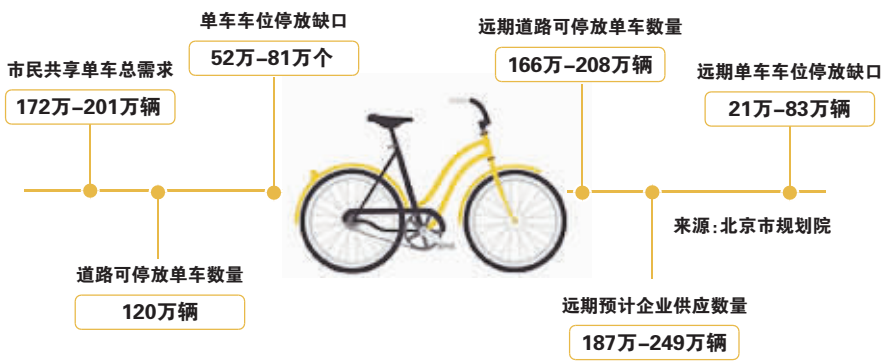 市民共享单车总需求
172万–201万辆
道路可停放单车数量
120万辆
单车车位停放缺口
52万–81万个
远期道路可停放单车数量
166万–208万辆
远期预计企业供应数量
187万–249万辆
远期单车车位停放缺口
21万–83万辆
来源:北京市规划院